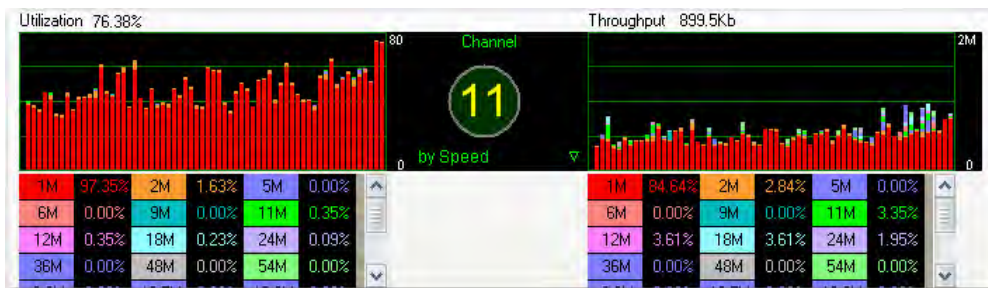 Utilization 76.38%
Throughput 899.5Kb
80
Channel
2M
11
0
by Speed
0
1M 97.35% 2M 1.63% 5M 0.00%
6M 0.00% 9M 0.00% 11M 0.35%
12M 0.35% 18M 0.23% 24M 0.09%
36M 0.00% 48M 0.00% 54M 0.00%
1M 84.64% 2M 2.84% 5M 0.00%
6M 0.00% 9M 0.00% 11M 3.35%
12M 3.61% 18M 3.61% 24M 1.95%
36M 0.00% 48M 0.00% 54M 0.00%